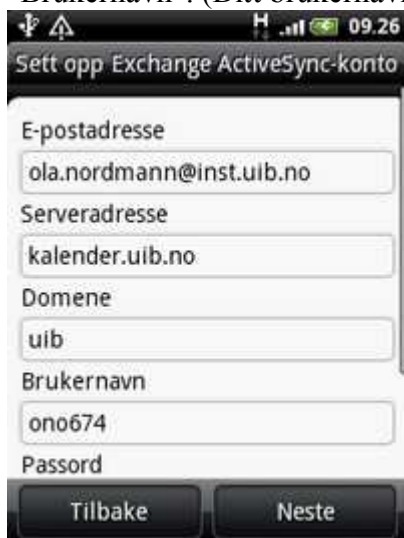 "Brukernavn": (Ditt brukernavn
H 09.26
Sett opp Exchange ActiveSync-konto
E-postadresse
ola.nordmann@inst.uib.no
Serveradresse
kalender.uib.no
Domene
uib
Brukernavn
ono674
Passord
Tilbake Neste